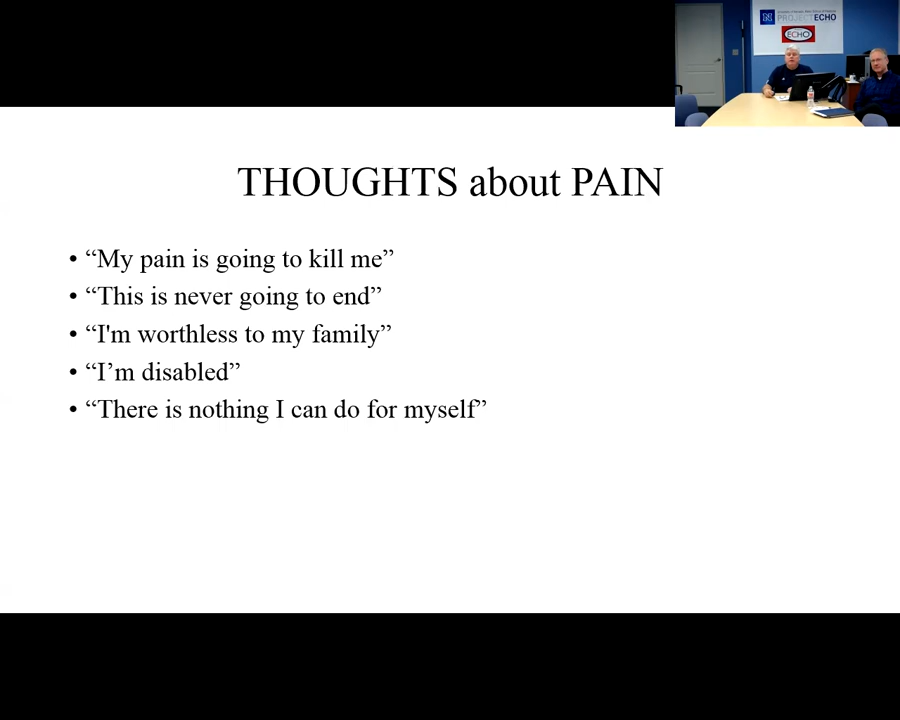 PROJECT ECHO
ECHO
THOUGHTS about PAIN
• “My pain is going to kill me”
• “This is never going to end”
• “I'm worthless to my family”
• “I’m disabled”
• “There is nothing I can do for myself”